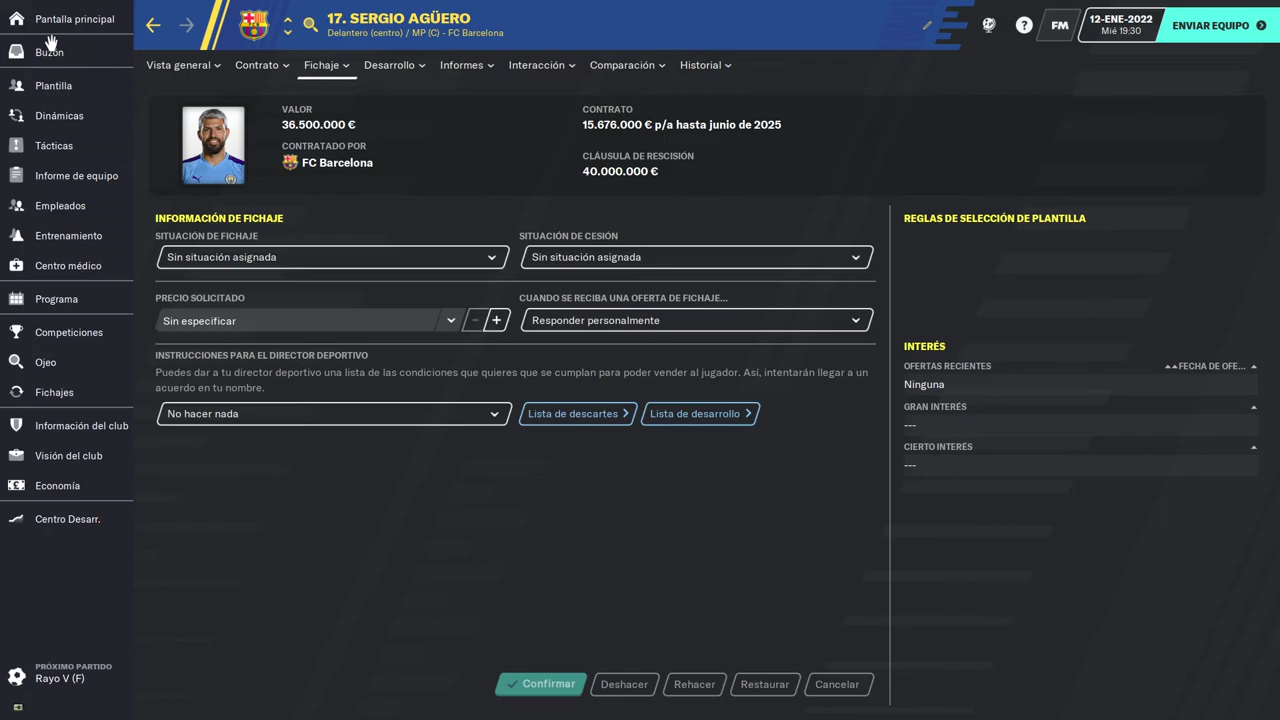 Pantalla principal
Buzón
Plantilla
Dinámicas
Tácticas
Informe de equipo
Empleados
Entrenamiento
Centro médico
Programa
Competiciones
Ojeo
Fichajes
Información del club
Visión del club
Economía
Centro Desarr.
PRÓXIMO PARTIDO
Rayo V (F)
17. SERGIO AGÜERO
Delantero (centro) / MP (C) - FC Barcelona
FM
12-ENE-2022
Mié 19:30
ENVIAR EQUIPO
Vista general
Contrato
Fichaje
Desarrollo
Informes
Interacción
Comparación
Historial
VALOR
36.500.000 €
CONTRATADO POR
FC Barcelona
CONTRATO
15.676.000 € p/a hasta junio de 2025
CLÁUSULA DE RESCISIÓN
40.000.000 €
INFORMACIÓN DE FICHAJE
SITUACIÓN DE FICHAJE
Sin situación asignada
SITUACIÓN DE CESIÓN
Sin situación asignada
PRECIO SOLICITADO
Sin especificar
CUANDO SE RECIBA UNA OFERTA DE FICHAJE...
Responder personalmente
INSTRUCCIONES PARA EL DIRECTOR DEPORTIVO
Puedes dar a tu director deportivo una lista de las condiciones que quieres que se cumplan para poder vender al jugador. Así, intentarán llegar a un
acuerdo en tu nombre.
No hacer nada
Lista de descartes
Lista de desarrollo
REGLAS DE SELECCIÓN DE PLANTILLA
INTERÉS
OFERTAS RECIENTES
FECHA DE OFE...
Ninguna
GRAN INTERÉS
---
CIERTO INTERÉS
---
Confirmar
Deshacer
Rehacer
Restaurar
Cancelar